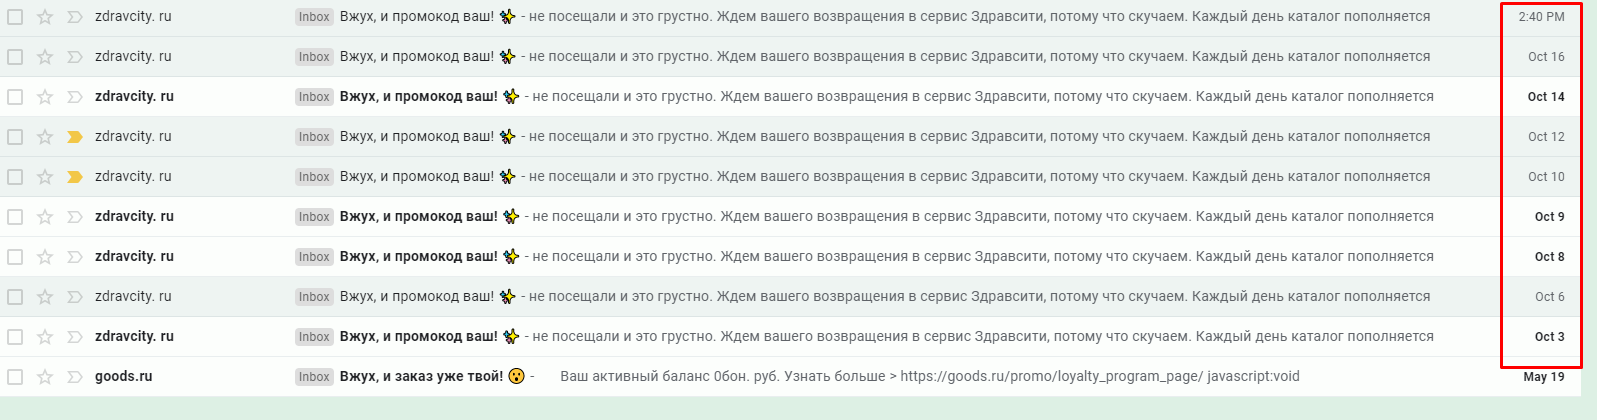 zdravcity. ru Inbox Вжух, и промокод ваш! ✨ - не посещали и это грустно. Ждем вашего возвращения в сервис Здравсити, потому что скучаем. Каждый день каталог пополняется 2:40 PM
zdravcity. ru Inbox Вжух, и промокод ваш! ✨ - не посещали и это грустно. Ждем вашего возвращения в сервис Здравсити, потому что скучаем. Каждый день каталог пополняется Oct 16
zdravcity. ru Inbox Вжух, и промокод ваш! ✨ - не посещали и это грустно. Ждем вашего возвращения в сервис Здравсити, потому что скучаем. Каждый день каталог пополняется Oct 14
zdravcity. ru Inbox Вжух, и промокод ваш! ✨ - не посещали и это грустно. Ждем вашего возвращения в сервис Здравсити, потому что скучаем. Каждый день каталог пополняется Oct 12
zdravcity. ru Inbox Вжух, и промокод ваш! ✨ - не посещали и это грустно. Ждем вашего возвращения в сервис Здравсити, потому что скучаем. Каждый день каталог пополняется Oct 10
zdravcity. ru Inbox Вжух, и промокод ваш! ✨ - не посещали и это грустно. Ждем вашего возвращения в сервис Здравсити, потому что скучаем. Каждый день каталог пополняется Oct 9
zdravcity. ru Inbox Вжух, и промокод ваш! ✨ - не посещали и это грустно. Ждем вашего возвращения в сервис Здравсити, потому что скучаем. Каждый день каталог пополняется Oct 8
zdravcity. ru Inbox Вжух, и промокод ваш! ✨ - не посещали и это грустно. Ждем вашего возвращения в сервис Здравсити, потому что скучаем. Каждый день каталог пополняется Oct 6
zdravcity. ru Inbox Вжух, и промокод ваш! ✨ - не посещали и это грустно. Ждем вашего возвращения в сервис Здравсити, потому что скучаем. Каждый день каталог пополняется Oct 3
goods.ru Inbox Вжух, и заказ уже твой! 😮 - Ваш активный баланс 0бон. руб. Узнать больше > https://goods.ru/promo/loyalty_program_page/ javascript:void May 19